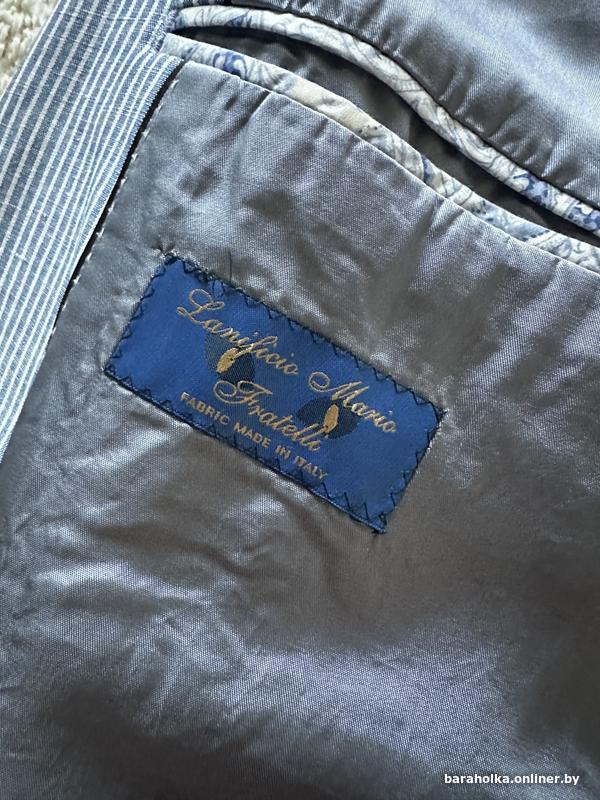 Lanificio Mario
Fratelli
FABRIC MADE IN ITALY
baraholka.onliner.by